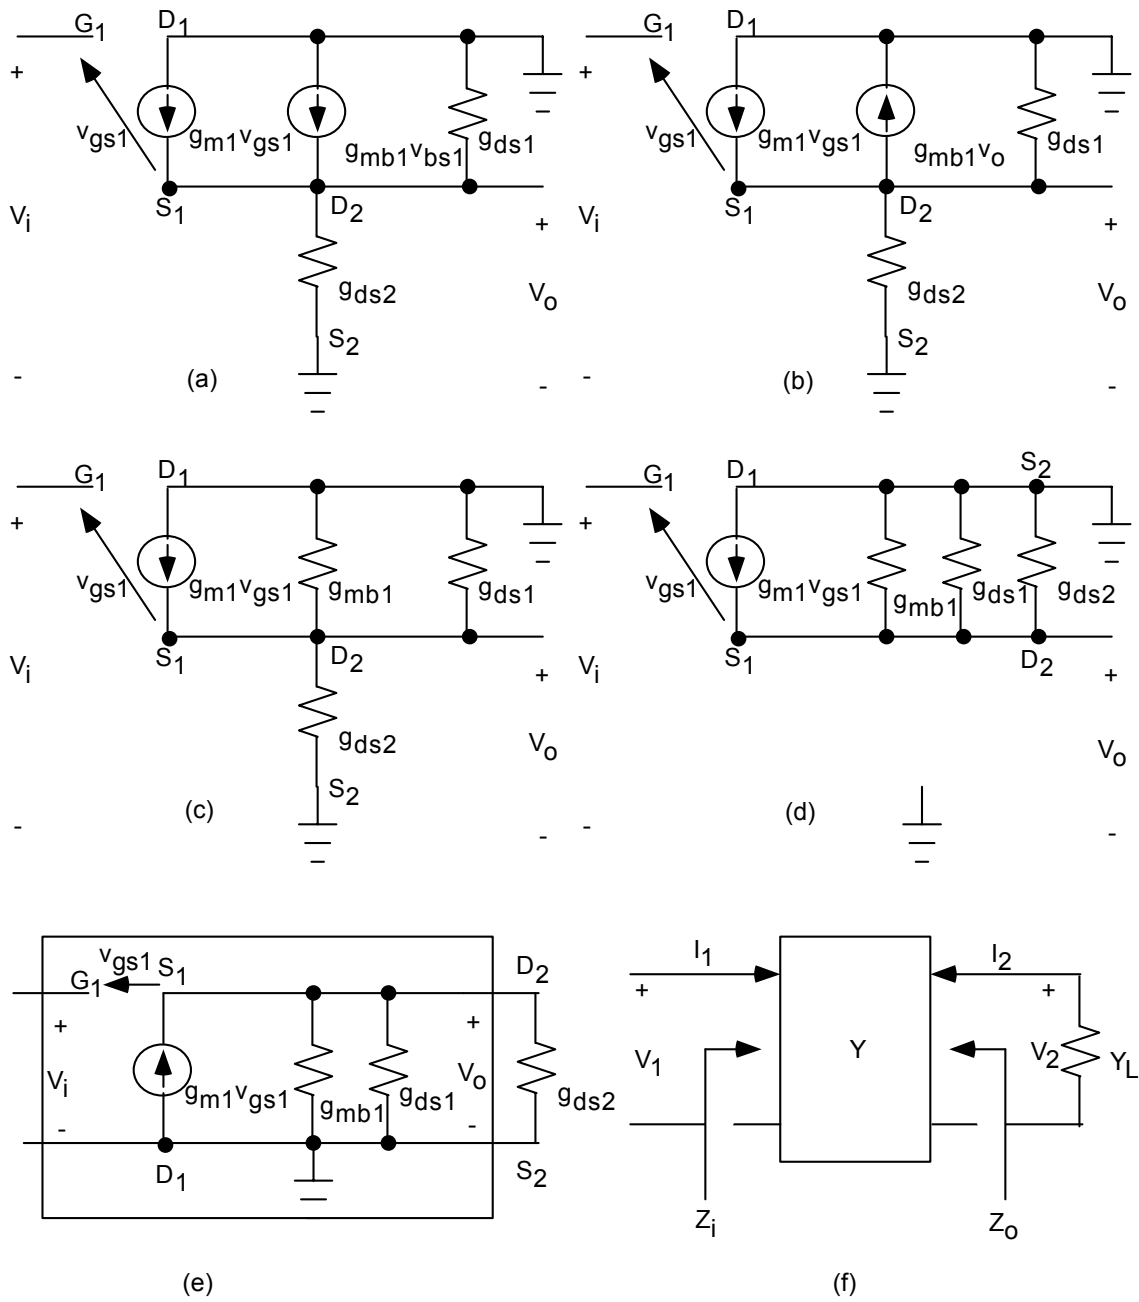 G1 D1
+
vgs1 gm1vgs1 gmb1vbs1 gds1
Vi S1 D2
+
gds2 Vo
S2
- (a) -
G1 D1
+
vgs1 gm1vgs1 gmb1vo gds1
Vi S1 D2
+
gds2 Vo
S2
- (b) -
G1 D1
+
vgs1 gm1vgs1 gmb1 gds1
Vi S1 D2
+
gds2 Vo
S2
- (c) -
G1 D1 S2
+
vgs1 gm1vgs1 gmb1 gds1 gds2
Vi S1 D2
+
Vo
- (d) -
vgs1 S1 D2
G1
+ +
Vi gm1vgs1 gmb1 gds1 Vo gds2
- -
D1 S2
(e)
I1 I2
+ +
V1 Y V2 YL
Zi Zo
(f)